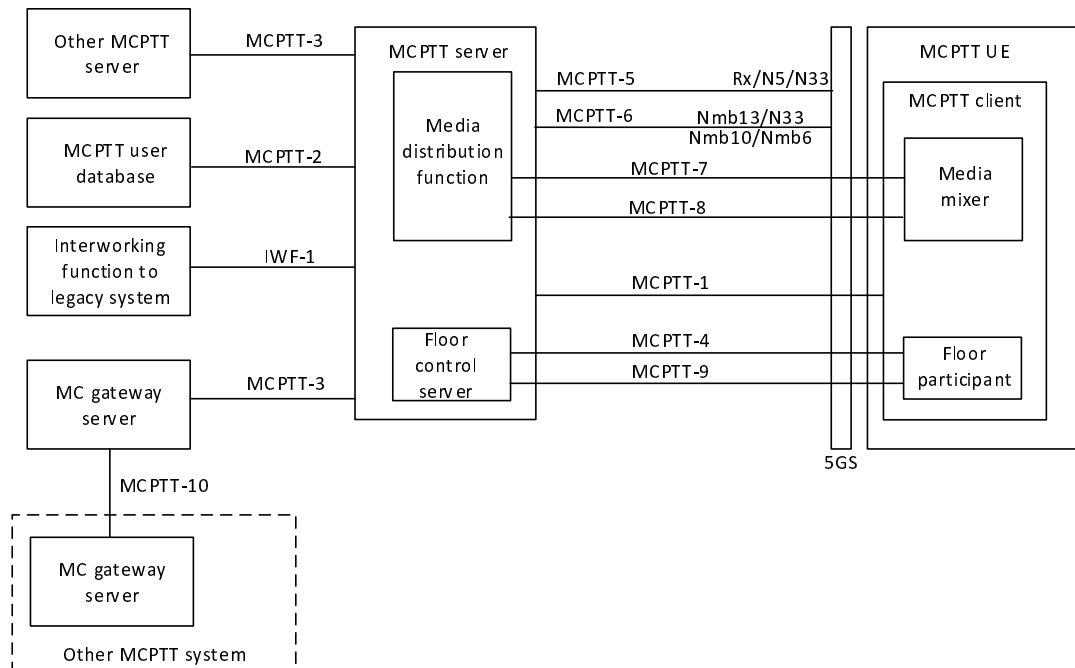 Other MCPTT
server
MCPTT-3
MCPTT user
database
MCPTT-2
Interworking
function to
legacy system
IWF-1
MC gateway
server
MCPTT-3
MCPTT-10
MC gateway
server
Other MCPTT system
MCPTT server
Media
distribution
function
Floor
control
server
MCPTT-5
Rx/N5/N33
MCPTT-6
Nmb13/N33
Nmb10/Nmb6
MCPTT-7
MCPTT-8
MCPTT-1
MCPTT-4
MCPTT-9
5GS
MCPTT UE
MCPTT client
Media
mixer
Floor
participant